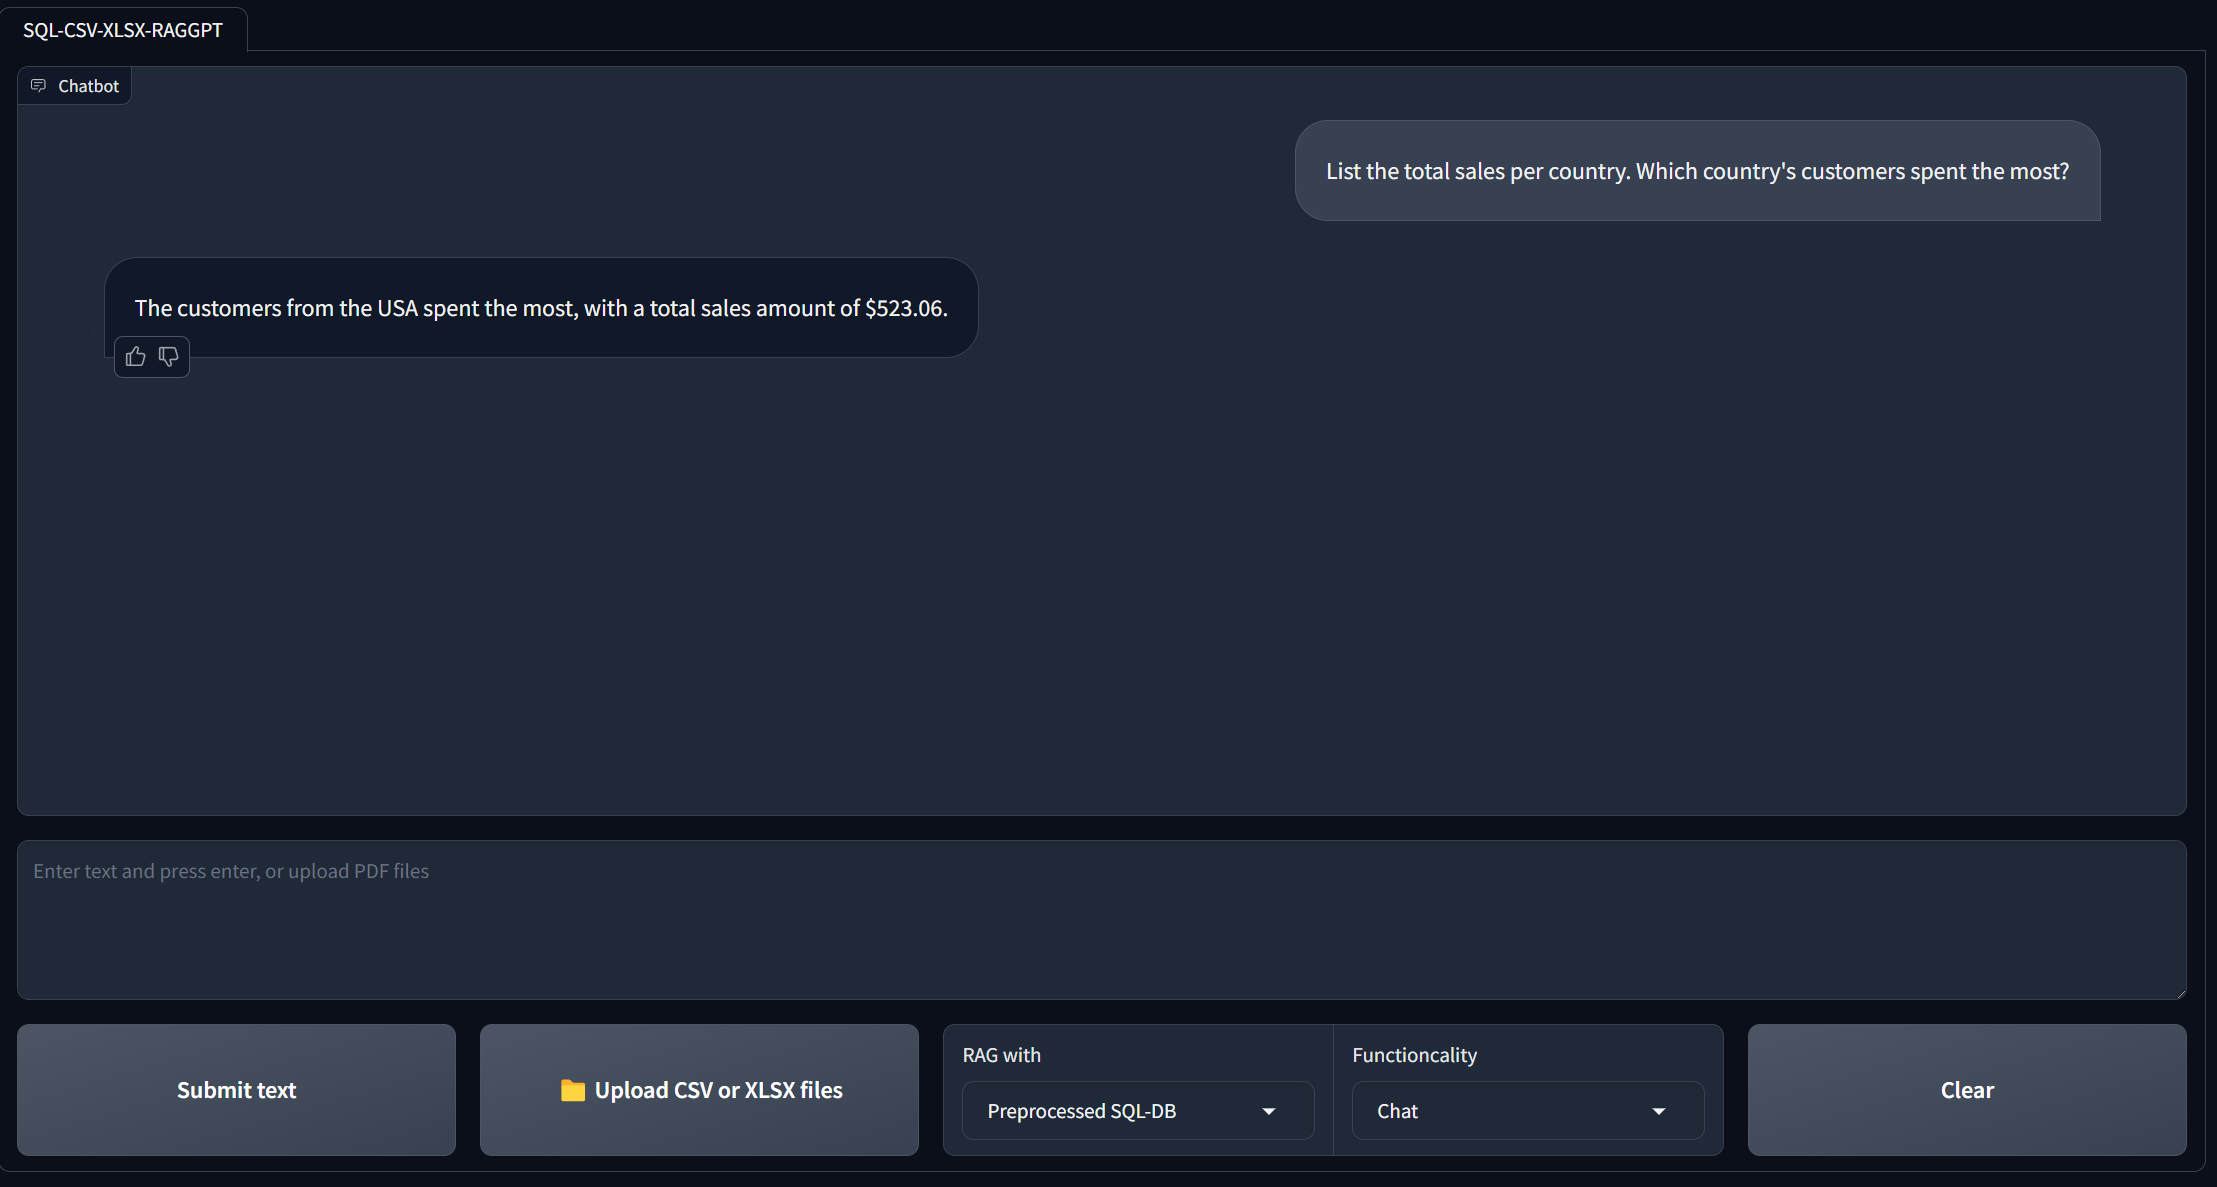 SQL-CSV-XLSX-RAGGPT
Chatbot
List the total sales per country. Which country's customers spent the most?
The customers from the USA spent the most, with a total sales amount of $523.06.
Enter text and press enter, or upload PDF files
Submit text
Upload CSV or XLSX files
RAG with
Preprocessed SQL-DB
Functioncality
Chat
Clear